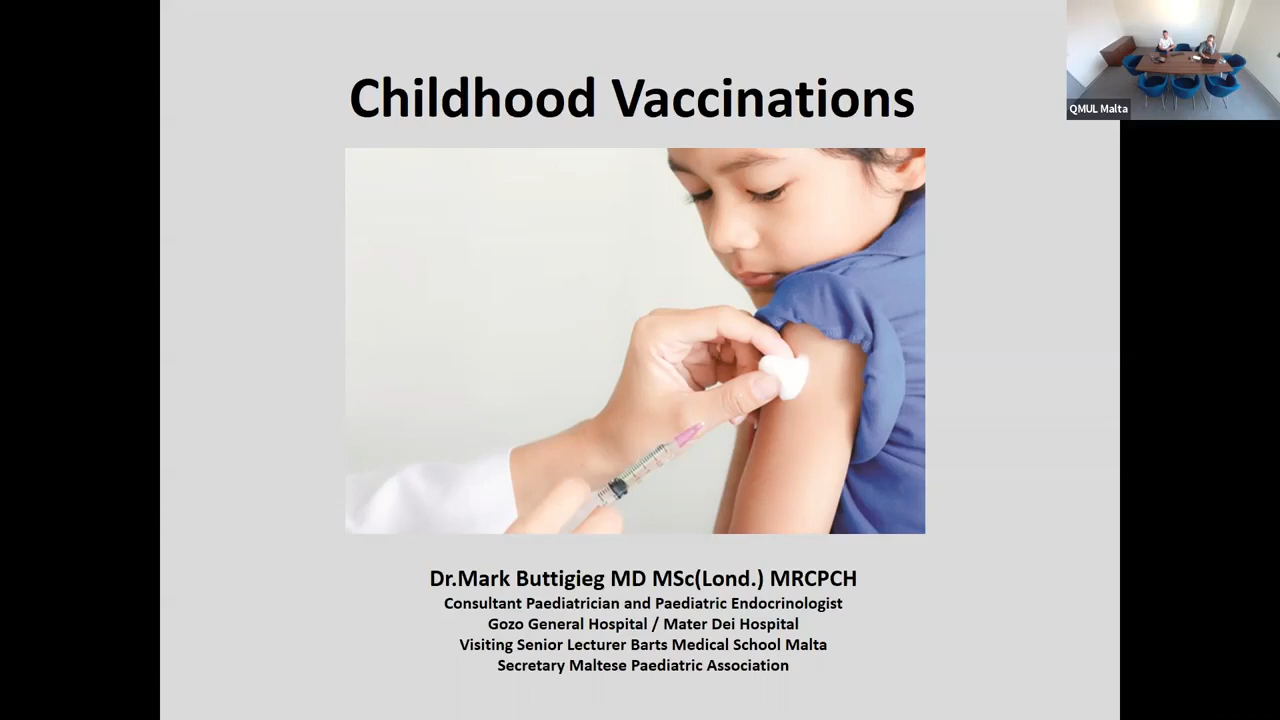 Childhood Vaccinations
QMUL Malta
Dr.Mark Buttigieg MD MSc(Lond.) MRCPCH
Consultant Paediatrician and Paediatric Endocrinologist
Gozo General Hospital / Mater Dei Hospital
Visiting Senior Lecturer Barts Medical School Malta
Secretary Maltese Paediatric Association